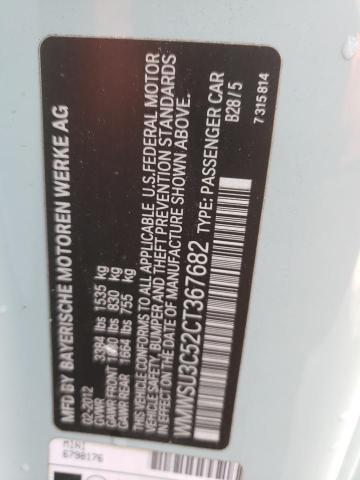 MFD BY BAYERISCHE MOTOREN WERKE AG
02-2012
GVWR 3384 lbs 1535 kg
GAWR FRONT lbs 930 kg
GAWR REAR 1664 lbs 755 kg
THIS VEHICLE CONFORMS TO ALL APPLICABLE U.S. FEDERAL MOTOR
VEHICLE SAFETY, BUMPER AND THEFT PREVENTION STANDARDS
IN EFFECT ON THE DATE OF MANUFACTURE SHOWN ABOVE.
WMWSU3C52CT367682 TYPE: PASSENGER CAR
B28/5
7 315 814
MINI
6798176